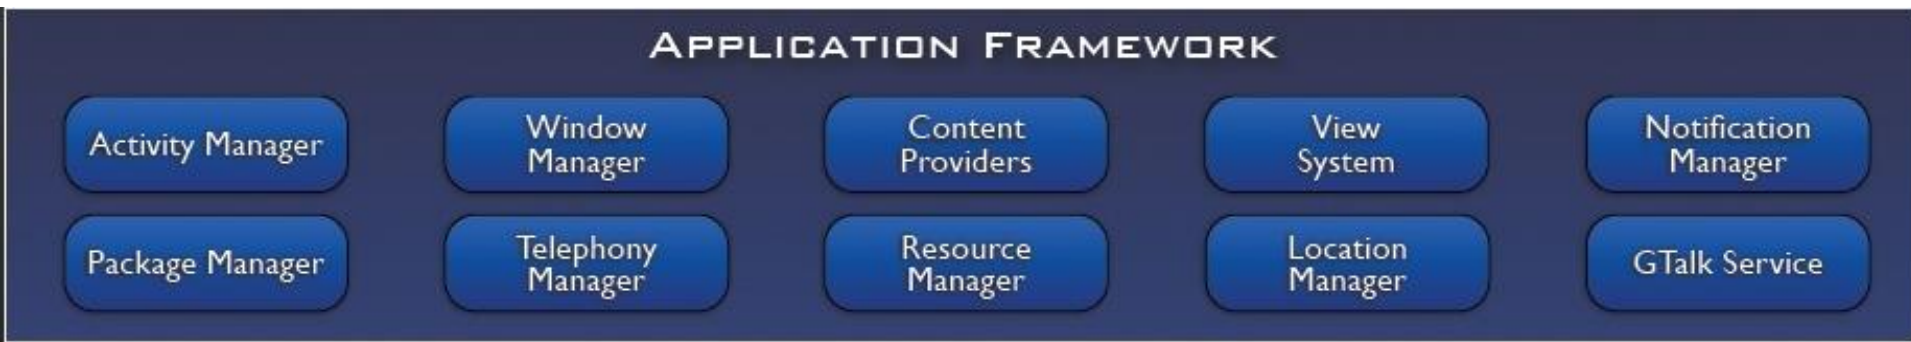 APPLICATION FRAMEWORK
Activity Manager
Window
Manager
Content
Providers
View
System
Notification
Manager
Package Manager
Telephony
Manager
Resource
Manager
Location
Manager
GTalk Service